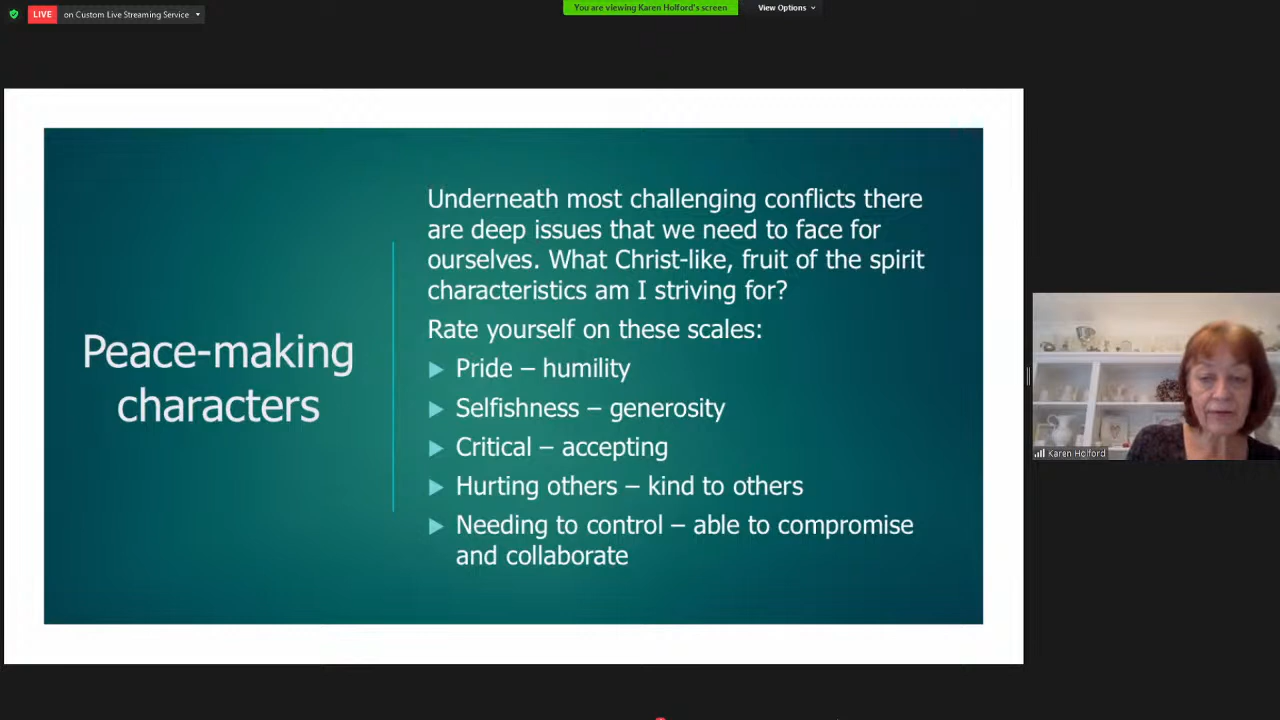 LIVE on Custom Live Streaming Service
You are viewing Karen Holford's screen
View Options
Peace-making
characters
Underneath most challenging conflicts there
are deep issues that we need to face for
ourselves. What Christ-like, fruit of the spirit
characteristics am I striving for?
Rate yourself on these scales:
Pride – humility
Selfishness – generosity
Critical – accepting
Hurting others – kind to others
Needing to control – able to compromise
and collaborate
Karen Holford